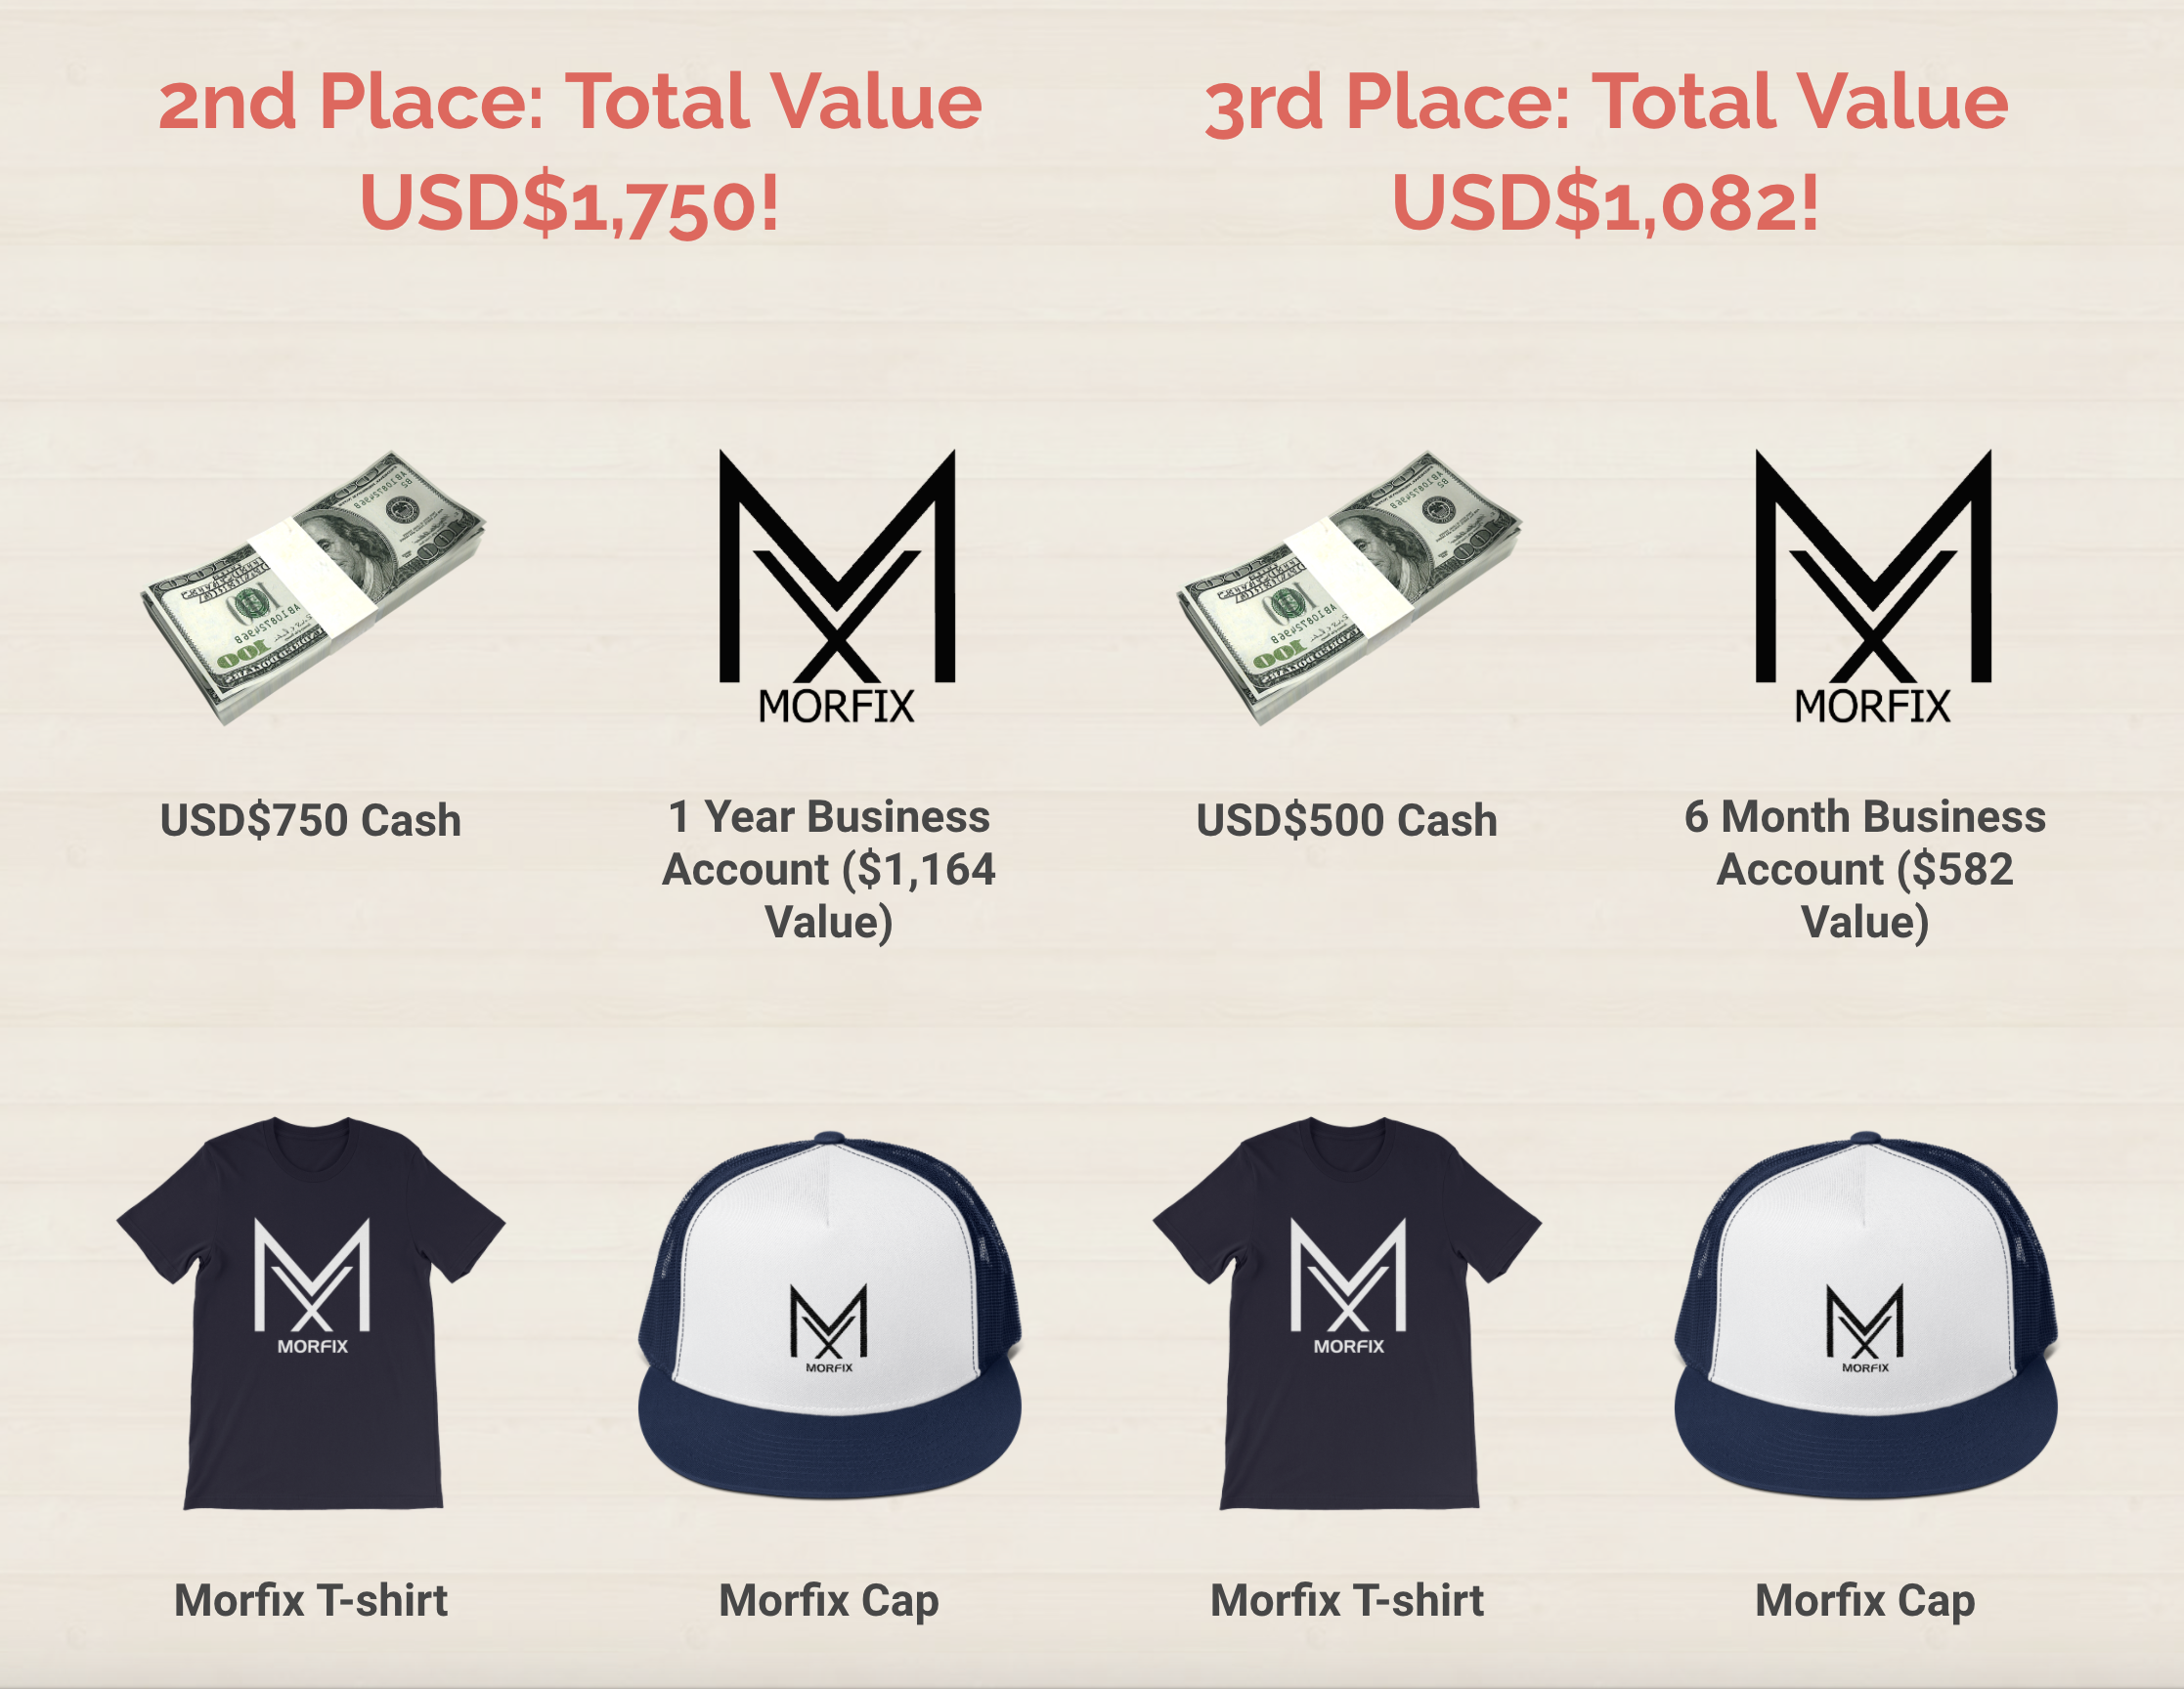 2nd Place: Total Value
USD$1,750!
3rd Place: Total Value
USD$1,082!
MORFIX
MORFIX
USD$750 Cash
1 Year Business
Account ($1,164
Value)
USD$500 Cash
6 Month Business
Account ($582
Value)
MORFIX
MORFIX
MORFIX
MORFIX
Morfix T-shirt
Morfix Cap
Morfix T-shirt
Morfix Cap